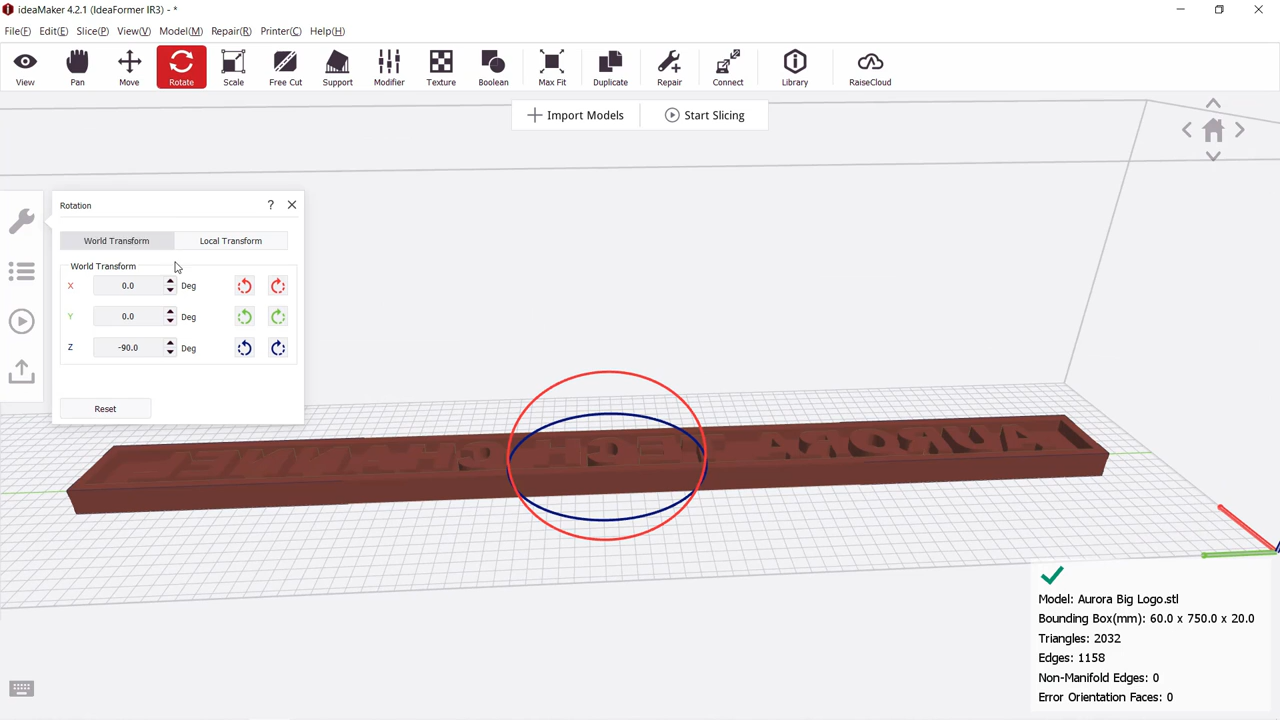 ideaMaker 4.2.1 (IdeaFormer IR3) - *
File(F) Edit(E) Slice(P) View(V) Model(M) Repair(R) Printer(C) Help(H)
View Pan Move Rotate Scale Free Cut Support Modifier Texture Boolean Max Fit Duplicate Repair Connect Library RaiseCloud
Import Models Start Slicing
Rotation ?
World Transform Local Transform
World Transform
X 0.0 Deg
Y 0.0 Deg
Z -90.0 Deg
Reset
AURORA TECH CHANNEL
Model: Aurora Big Logo.stl
Bounding Box(mm): 60.0 x 750.0 x 20.0
Triangles: 2032
Edges: 1158
Non-Manifold Edges: 0
Error Orientation Faces: 0